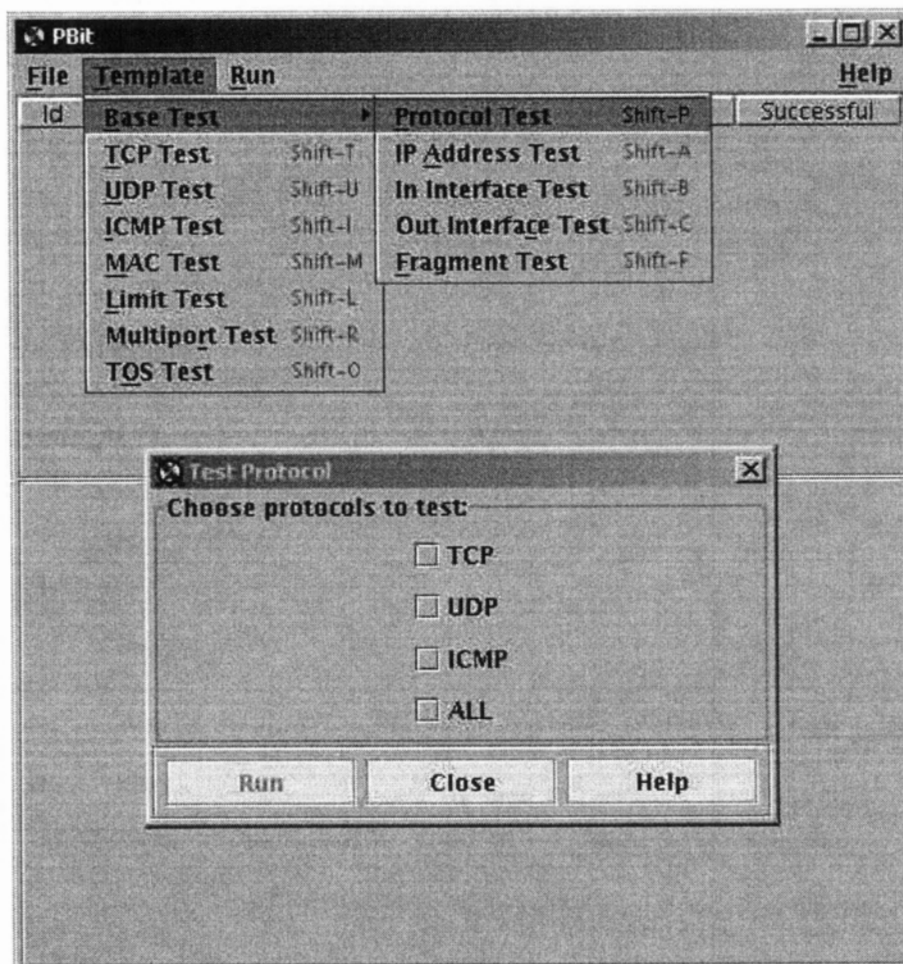 PBit
File Template Run Help
Id Successful
Base Test
TCP Test Shift-T
UDP Test Shift-U
ICMP Test Shift-I
MAC Test Shift-M
Limit Test Shift-L
Multiport Test Shift-R
TOS Test Shift-O
Protocol Test Shift-P
IP Address Test Shift-A
In Interface Test Shift-B
Out Interface Test Shift-C
Fragment Test Shift-F
Test Protocol
Choose protocols to test:
TCP
UDP
ICMP
ALL
Run Close Help